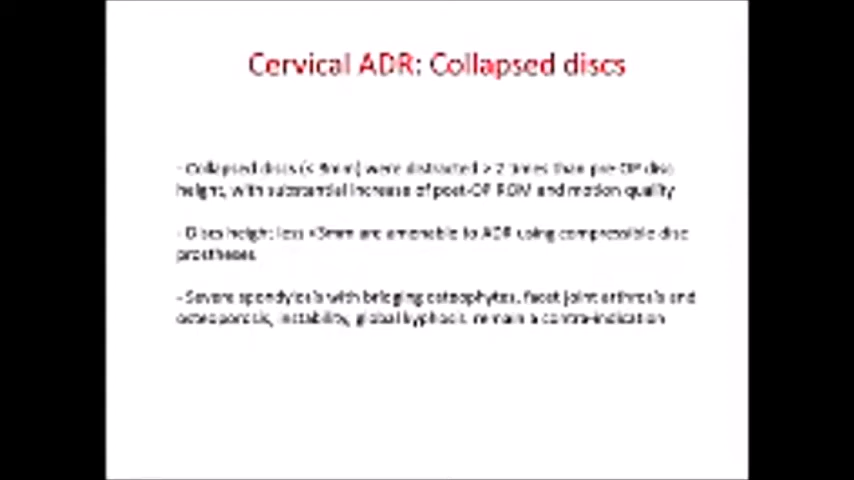 Cervical ADR: Collapsed discs
- Collapsed discs (< 3mm) were distracted > 2 times than pre-OP disc
height, with substantial increase of post-OP ROM and motion quality
- Discs height less <3mm are amenable to ADR using compressible disc
prostheses
- Severe spondylosis with bridging osteophytes, facet joint arthrosis and
osteoporosis, instability, global kyphosis, remain a contra-indication